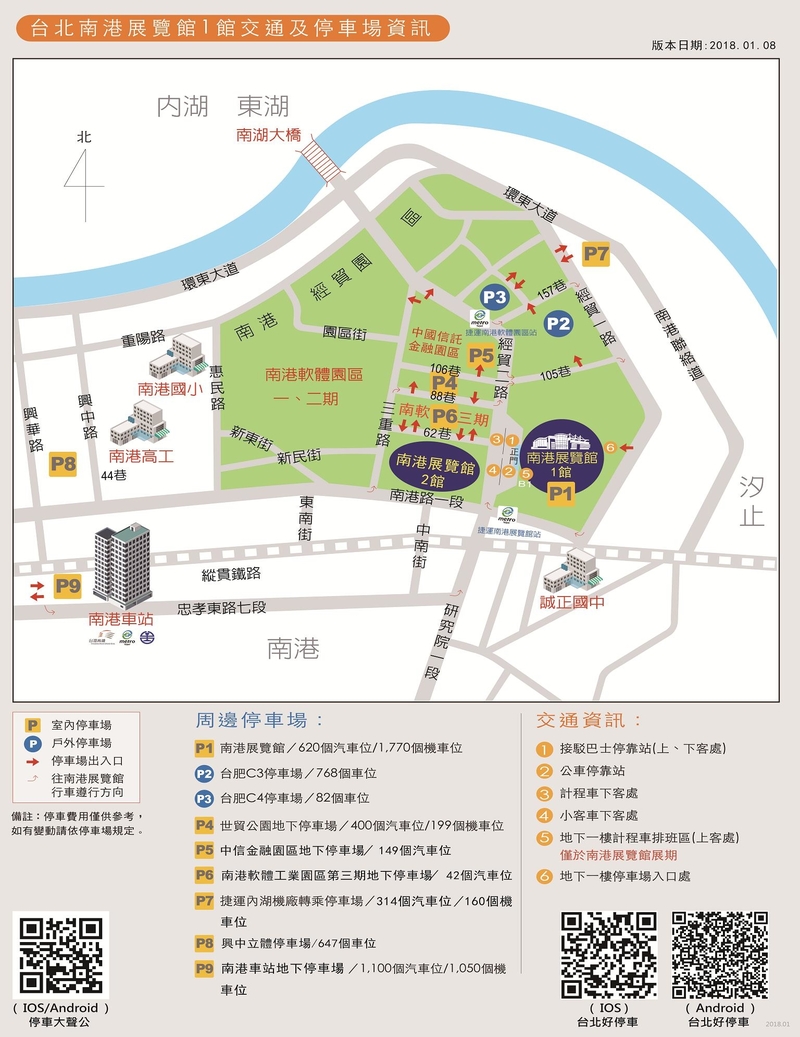 台北南港展覽館1館交通及停車場資訊
版本日期:2018.01.08
內湖 東湖
南湖大橋
北
環東大道
環東大道
P7
區
經貿園
南港
P3
metro
捷運南港軟體園區站
157巷
經貿一路
P2
南港聯絡道
重陽路
南港國小
園區街
中國信託
金融園區
P5
經貿二路
105巷
106巷
P4
88巷
南港軟體園區
一、二期
惠民路
興中路
興華路
南港高工
三重路
南軟 P6 三期
62巷
新東街
新民街
P8
44巷
南港展覽館
2館
3 1
正門
4 2
5
B1
南港展覽館
1館
P1
6
汐止
南港路一段
東南街
中南街
metro
捷運南港展覽館站
縱貫鐵路
P9
南港車站
metro
忠孝東路七段
南港
研究院一段
誠正國中
P 室內停車場
P 戶外停車場
停車場出入口
往南港展覽館
行車遵行方向
備註:停車費用僅供參考,
如有變動請依停車場規定。
( IOS/Android )
停車大聲公
周邊停車場:
P1 南港展覽館/620個汽車位/1,770個機車位
P2 台肥C3停車場/768個車位
P3 台肥C4停車場/82個車位
P4 世貿公園地下停車場/400個汽車位/199個機車位
P5 中信金融園區地下停車場/ 149個汽車位
P6 南港軟體工業園區第三期地下停車場/ 42個汽車位
P7 捷運內湖機廠轉乘停車場/314個汽車位/160個機
車位
P8 興中立體停車場/647個車位
P9 南港車站地下停車場 /1,100個汽車位/1,050個機
車位
交通資訊:
1 接駁巴士停靠站(上、下客處)
2 公車停靠站
3 計程車下客處
4 小客車下客處
5 地下一樓計程車排班區(上客處)
僅於南港展覽館展期
6 地下一樓停車場入口處
( IOS )
台北好停車
( Android )
台北好停車
2018.01